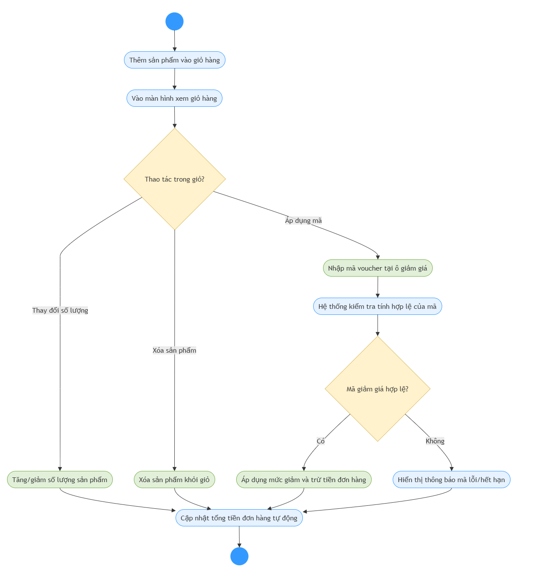 Thêm sản phẩm vào giỏ hàng
Vào màn hình xem giỏ hàng
Thao tác trong giỏ?
Áp dụng mã
Nhập mã voucher tại ô giảm giá
Hệ thống kiểm tra tính hợp lệ của mã
Thay đổi số lượng
Xóa sản phẩm
Mã giảm giá hợp lệ?
Có
Không
Tăng/giảm số lượng sản phẩm
Xóa sản phẩm khỏi giỏ
Áp dụng mức giảm và trừ tiền đơn hàng
Hiển thị thông báo mã lỗi/hết hạn
Cập nhật tổng tiền đơn hàng tự động